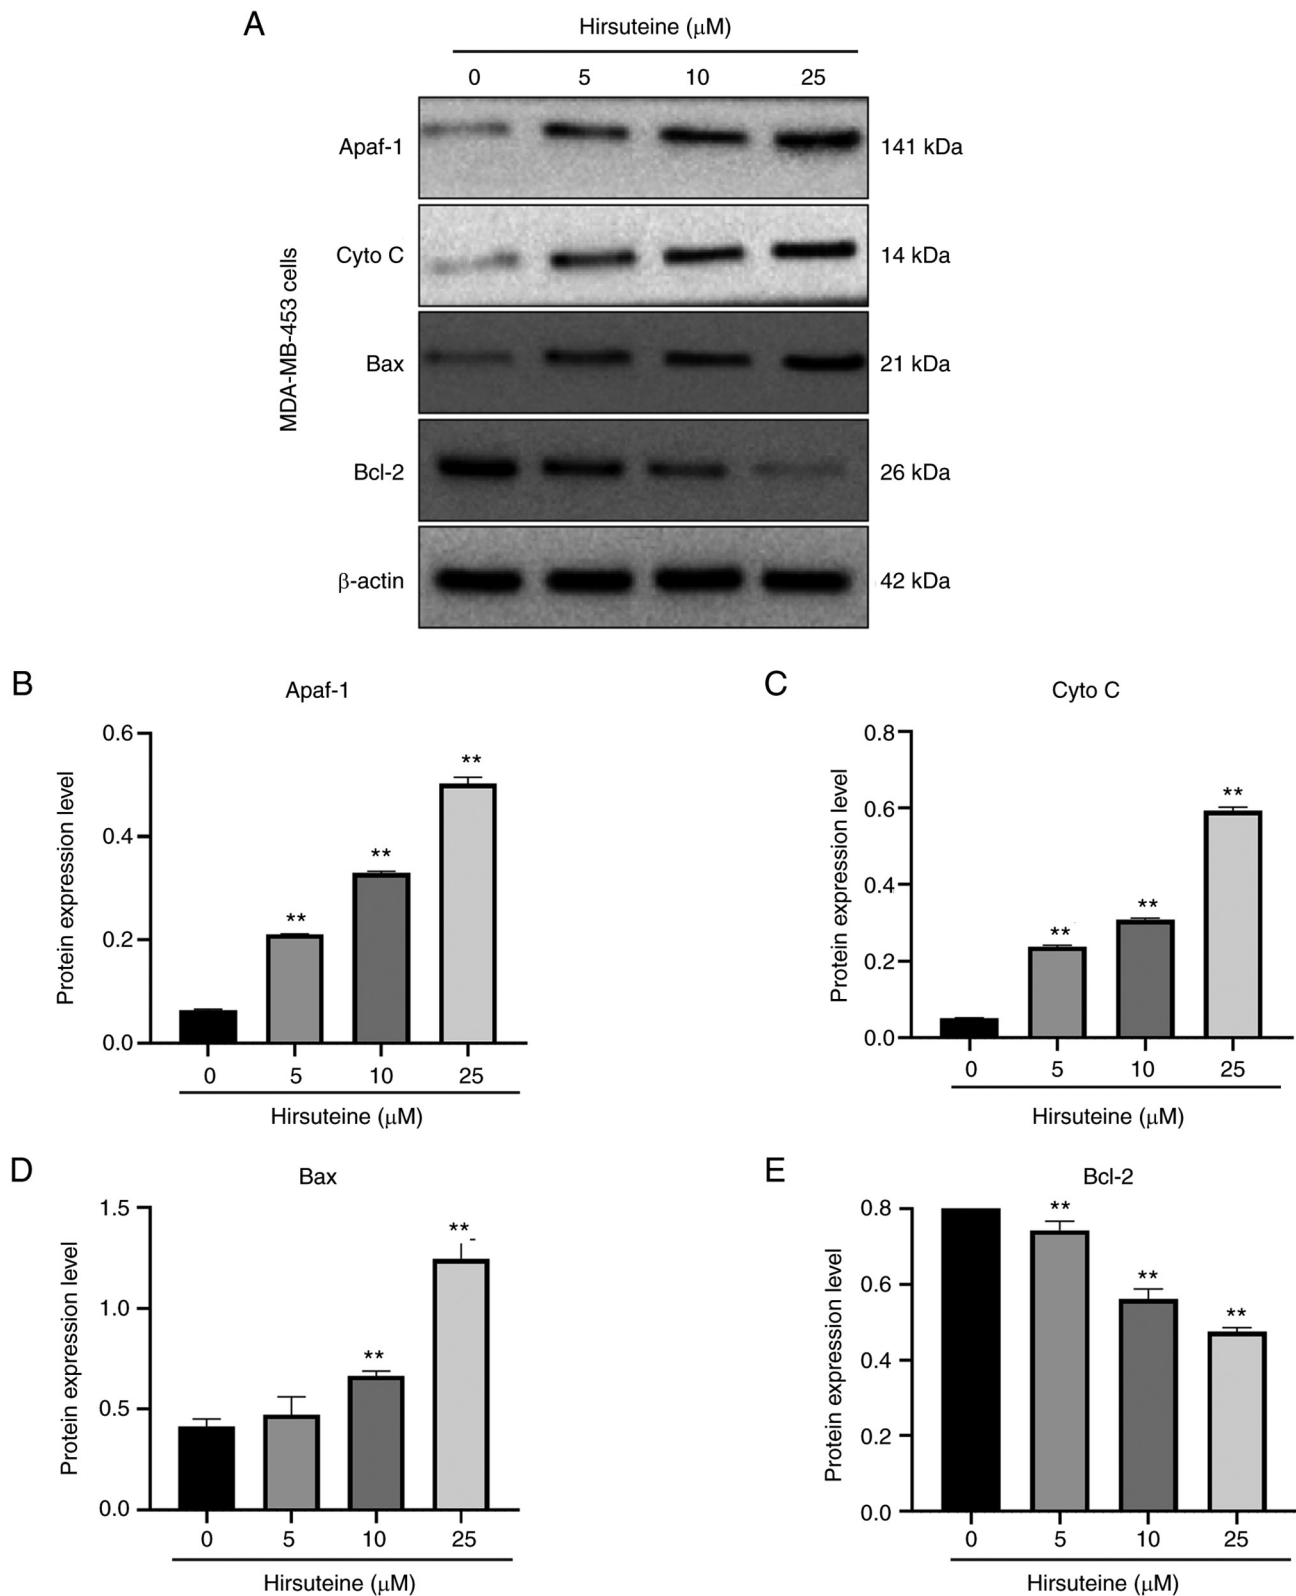 A
Hirsuteine (μM)
0 5 10 25
Apaf-1 141 kDa
Cyto C 14 kDa
MDA-MB-453 cells
Bax 21 kDa
Bcl-2 26 kDa
β-actin 42 kDa
B
Apaf-1
Protein expression level
0.6
0.4
0.2
0.0
**
**
**
0 5 10 25
Hirsuteine (μM)
C
Cyto C
Protein expression level
0.8
0.6
0.4
0.2
0.0
**
**
**
0 5 10 25
Hirsuteine (μM)
D
Bax
Protein expression level
1.5
1.0
0.5
0.0
**
**
0 5 10 25
Hirsuteine (μM)
E
Bcl-2
Protein expression level
0.8
0.6
0.4
0.2
0.0
**
**
**
0 5 10 25
Hirsuteine (μM)